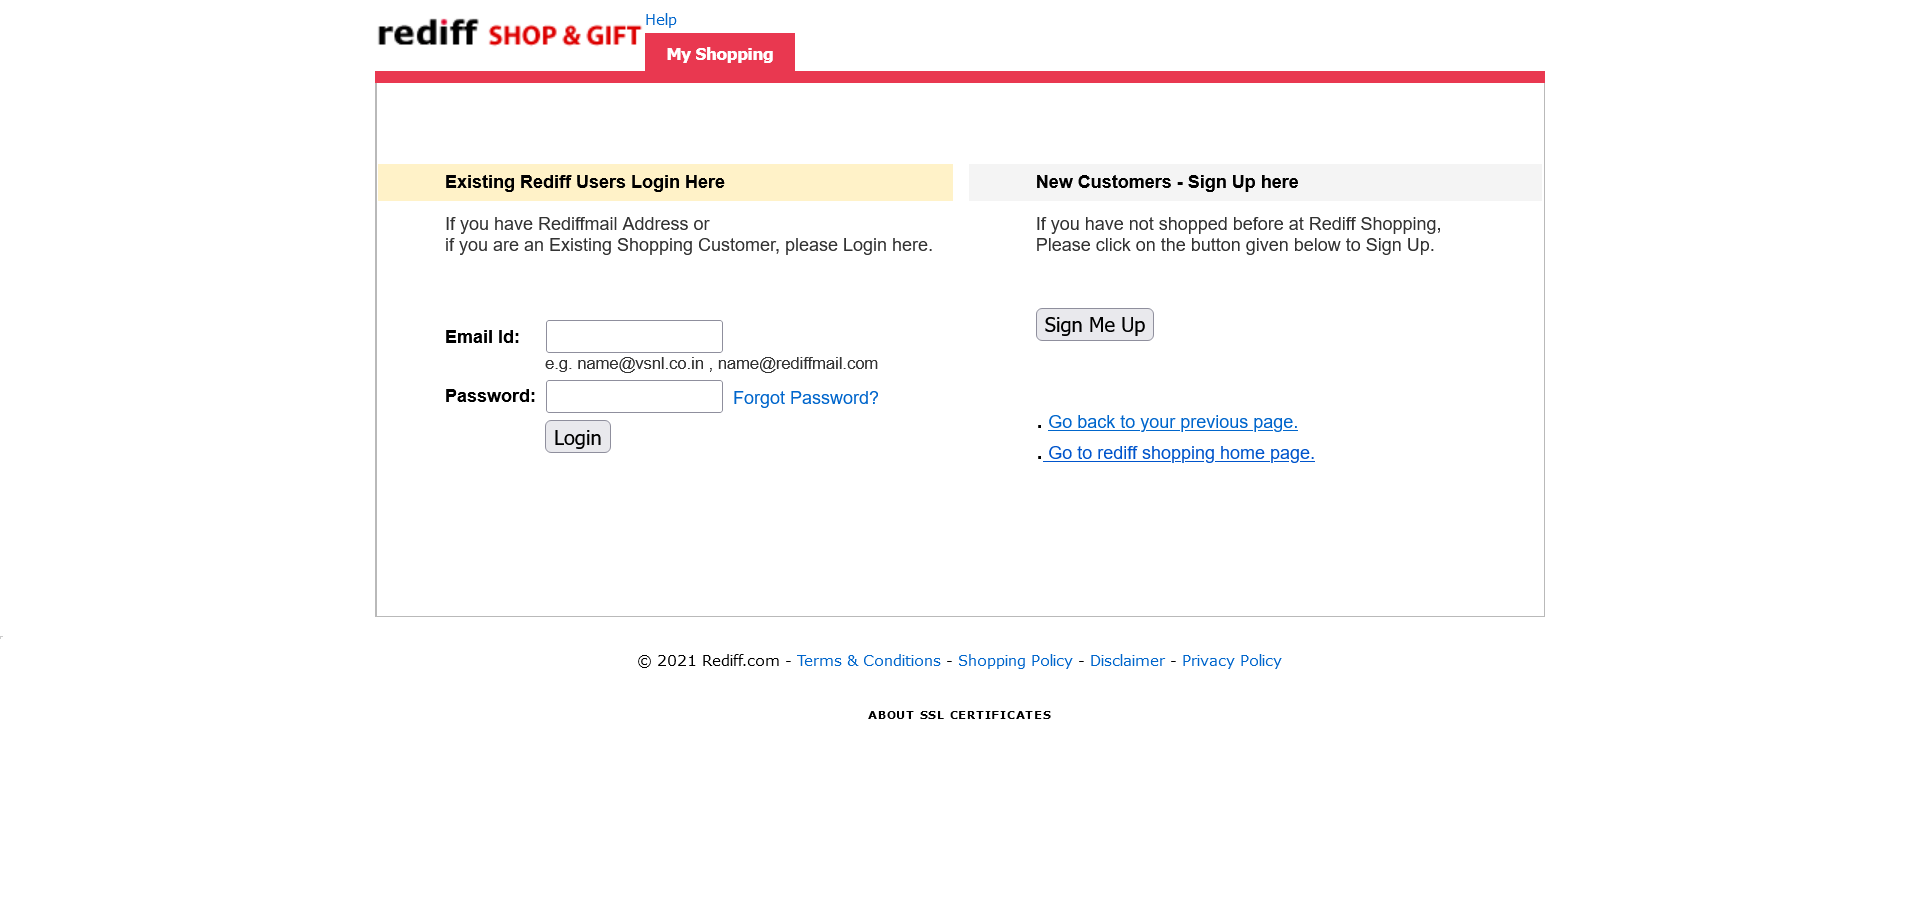 rediff SHOP & GIFT
Help
My Shopping
Existing Rediff Users Login Here
If you have Rediffmail Address or
if you are an Existing Shopping Customer, please Login here.
Email Id:
e.g. name@vsnl.co.in , name@rediffmail.com
Password:
Forgot Password?
Login
New Customers - Sign Up here
If you have not shopped before at Rediff Shopping,
Please click on the button given below to Sign Up.
Sign Me Up
. Go back to your previous page.
. Go to rediff shopping home page.
© 2021 Rediff.com - Terms & Conditions - Shopping Policy - Disclaimer - Privacy Policy
ABOUT SSL CERTIFICATES